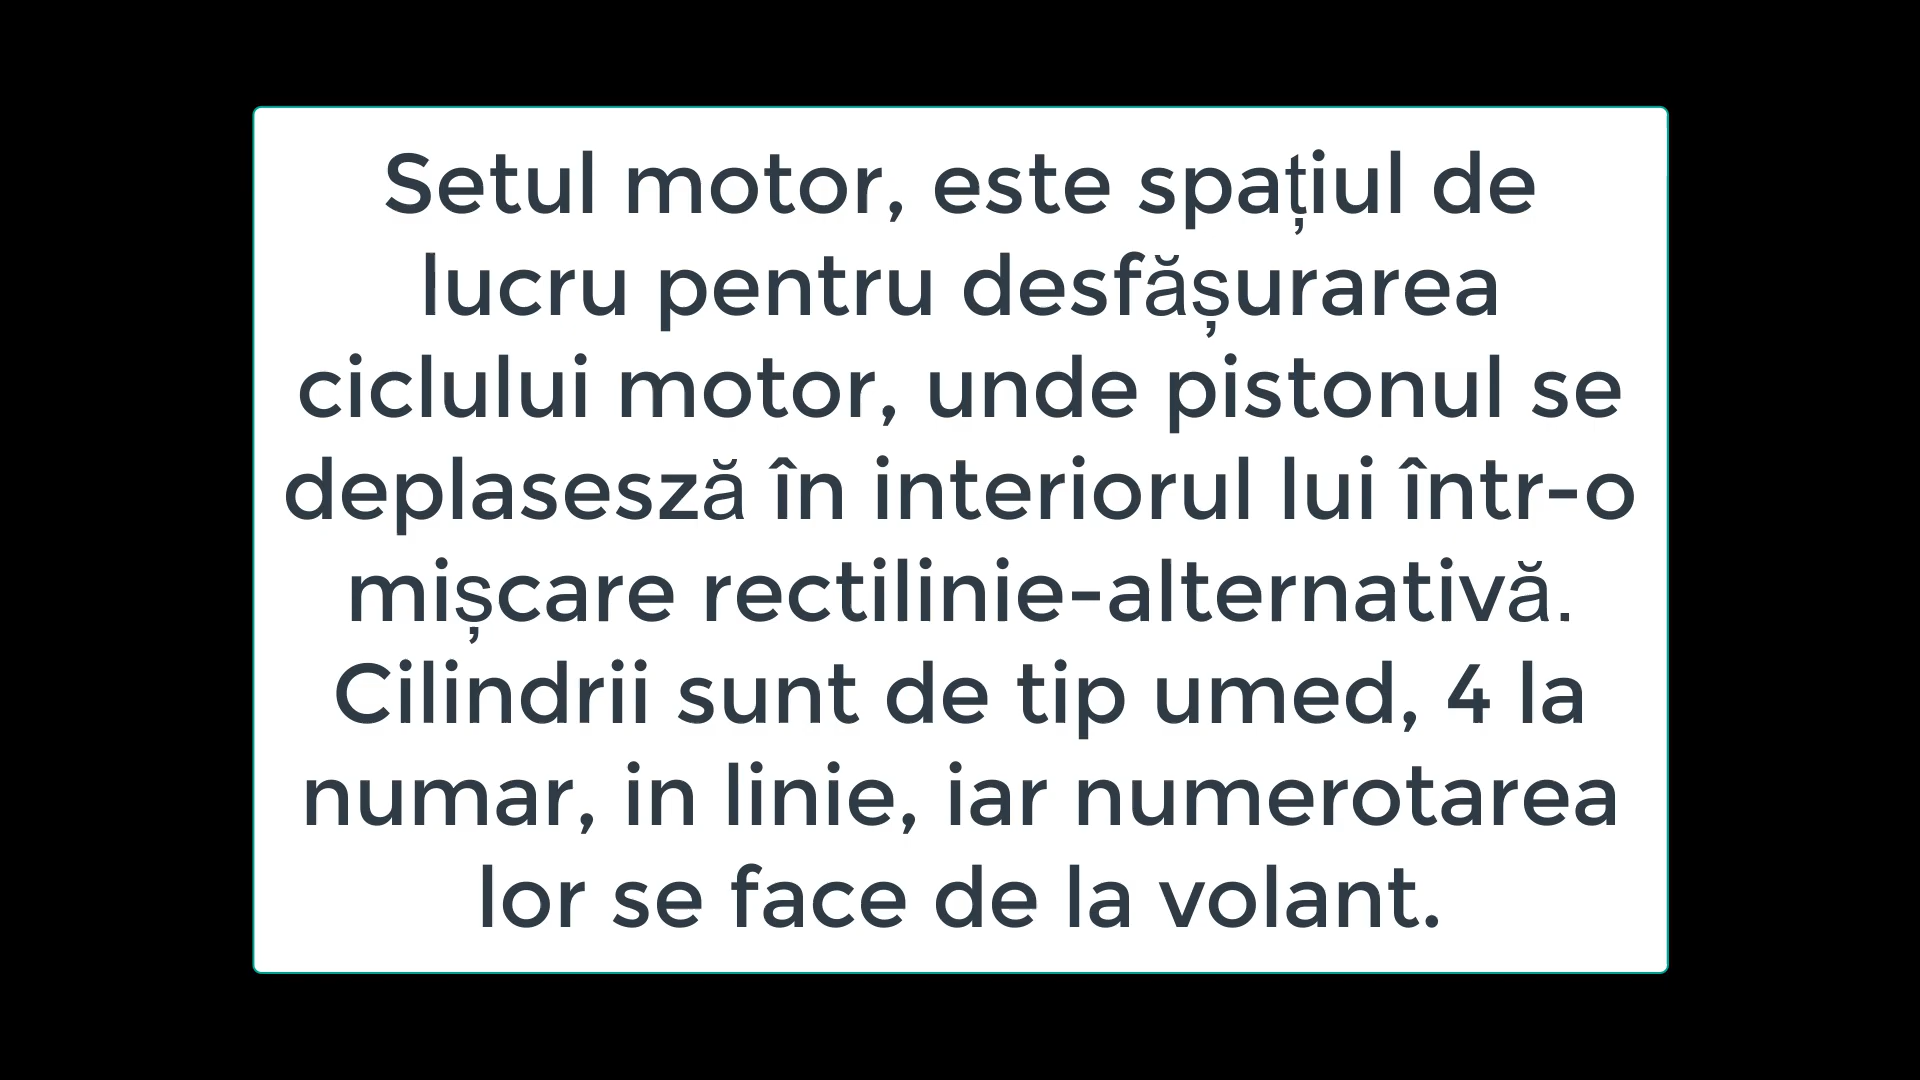 Setul motor, este spațiul de
lucru pentru desfășurarea
ciclului motor, unde pistonul se
deplasesză în interiorul lui într-o
mișcare rectilinie-alternativă.
Cilindrii sunt de tip umed, 4 la
numar, in linie, iar numerotarea
lor se face de la volant.